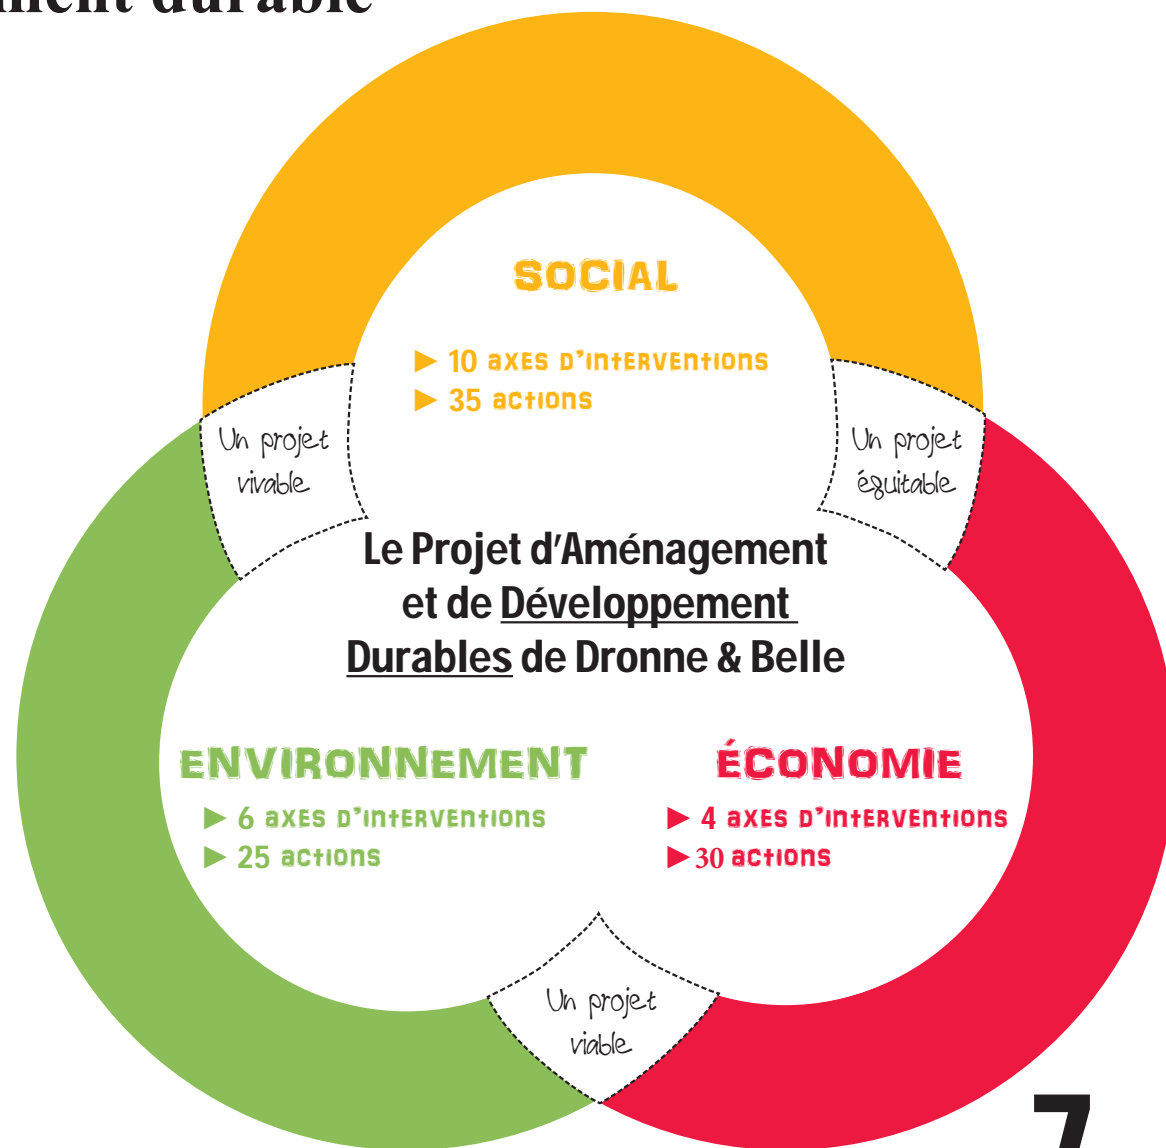 durable
SOCIAL
► 10 AXES D'INTERVENTIONS
► 35 ACTIONS
Un projet
vivable
Un projet
équitable
Le Projet d'Aménagement
et de Développement
Durables de Dronne & Belle
ENVIRONNEMENT
► 6 AXES D'INTERVENTIONS
► 25 ACTIONS
ÉCONOMIE
► 4 AXES D'INTERVENTIONS
► 30 ACTIONS
Un projet
viable
7